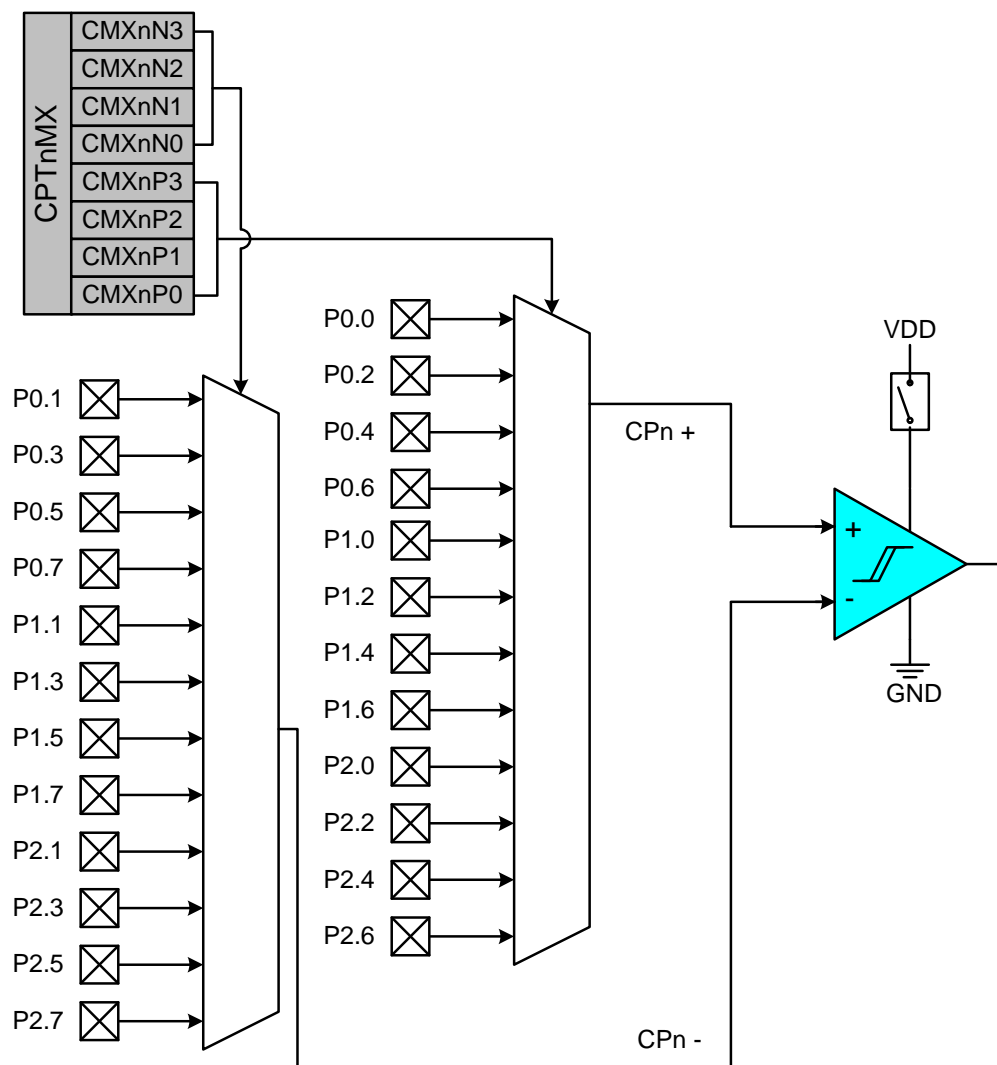 CPTnMX
CMXnN3
CMXnN2
CMXnN1
CMXnN0
CMXnP3
CMXnP2
CMXnP1
CMXnP0
P0.1
P0.3
P0.5
P0.7
P1.1
P1.3
P1.5
P1.7
P2.1
P2.3
P2.5
P2.7
P0.0
P0.2
P0.4
P0.6
P1.0
P1.2
P1.4
P1.6
P2.0
P2.2
P2.4
P2.6
CPn +
CPn -
VDD
+
-
GND